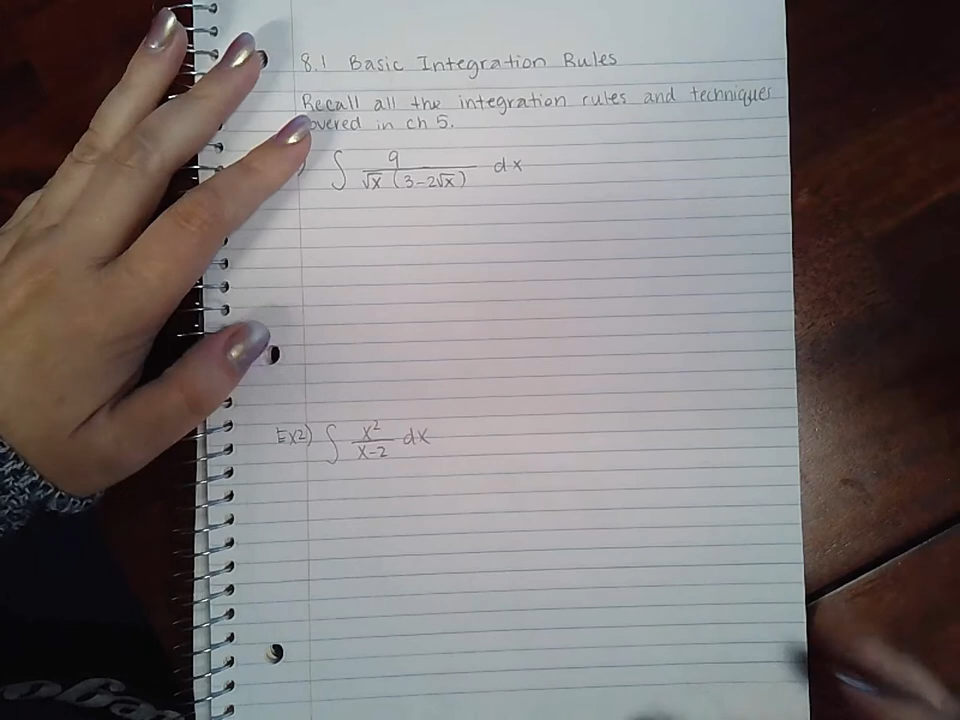 8.1 Basic Integration Rules
Recall all the integration rules and techniques
overed in ch 5.
) ∫ 9/(√x (3-2√x)) dx
Ex2) ∫ x²/(x-2) dx